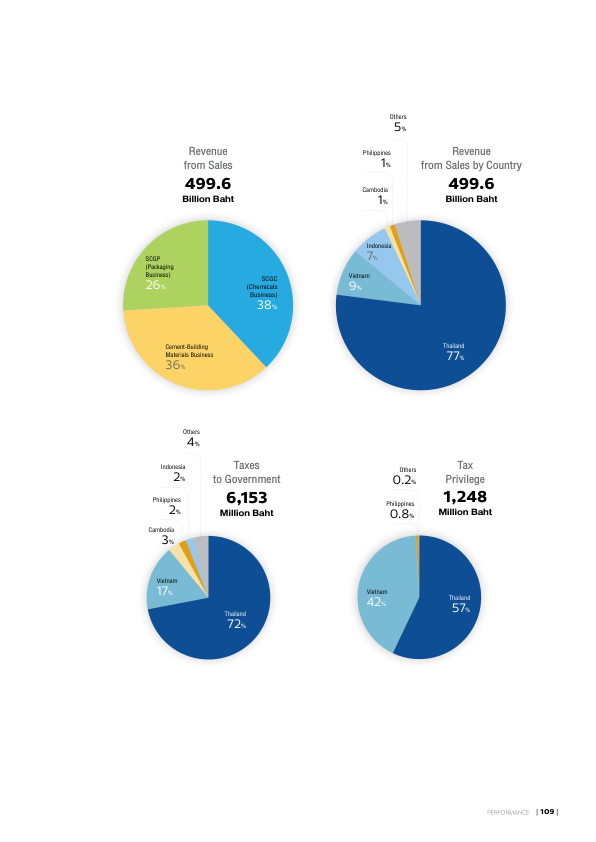 Revenue
from Sales
499.6
Billion Baht
SCGP
(Packaging
Business)
26%
SCGC
(Chemicals
Business)
38%
Cement-Building
Materials Business
36%
Revenue
from Sales by Country
499.6
Billion Baht
Others
5%
Philippines
1%
Cambodia
1%
Indonesia
7%
Vietnam
9%
Thailand
77%
Taxes
to Government
6,153
Million Baht
Others
4%
Indonesia
2%
Philippines
2%
Cambodia
3%
Vietnam
17%
Thailand
72%
Tax
Privilege
1,248
Million Baht
Others
0.2%
Philippines
0.8%
Vietnam
42%
Thailand
57%
PERFORMANCE | 109 |